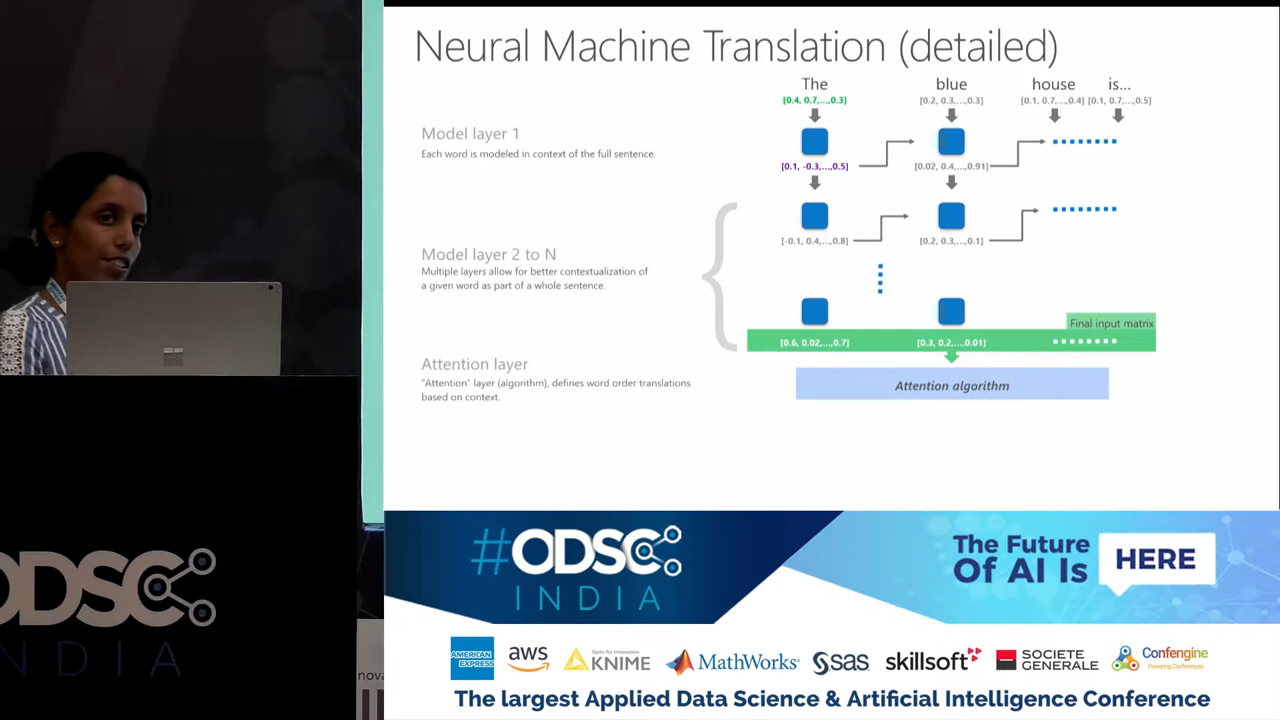 Neural Machine Translation (detailed)
The blue house is...
[0.4, 0.7,...,0.3] [0.2, 0.3,...,0.3] [0.1, 0.7,...,0.4] [0.1, 0.7,...,0.5]
Model layer 1
Each word is modeled in context of the full sentence.
[0.1, -0.3,...,0.5] [0.02, 0.4,...,0.91]
[-0.1, 0.4,...,0.8] [0.2, 0.3,...,0.1]
Model layer 2 to N
Multiple layers allow for better contextualization of
a given word as part of a whole sentence.
Final input matrix
[0.6, 0.02,...,0.7] [0.3, 0.2,...,0.01]
Attention layer
"Attention" layer (algorithm), defines word order translations
based on context.
Attention algorithm
#ODSC
INDIA
The Future
Of AI Is
HERE
ODSC
INDIA
AMERICAN
EXPRESS
aws
Open for Innovation
KNIME
MathWorks®
sas
skillsoft
SOCIETE
GENERALE
Confengine
Powering Conferences
The largest Applied Data Science & Artificial Intelligence Conference